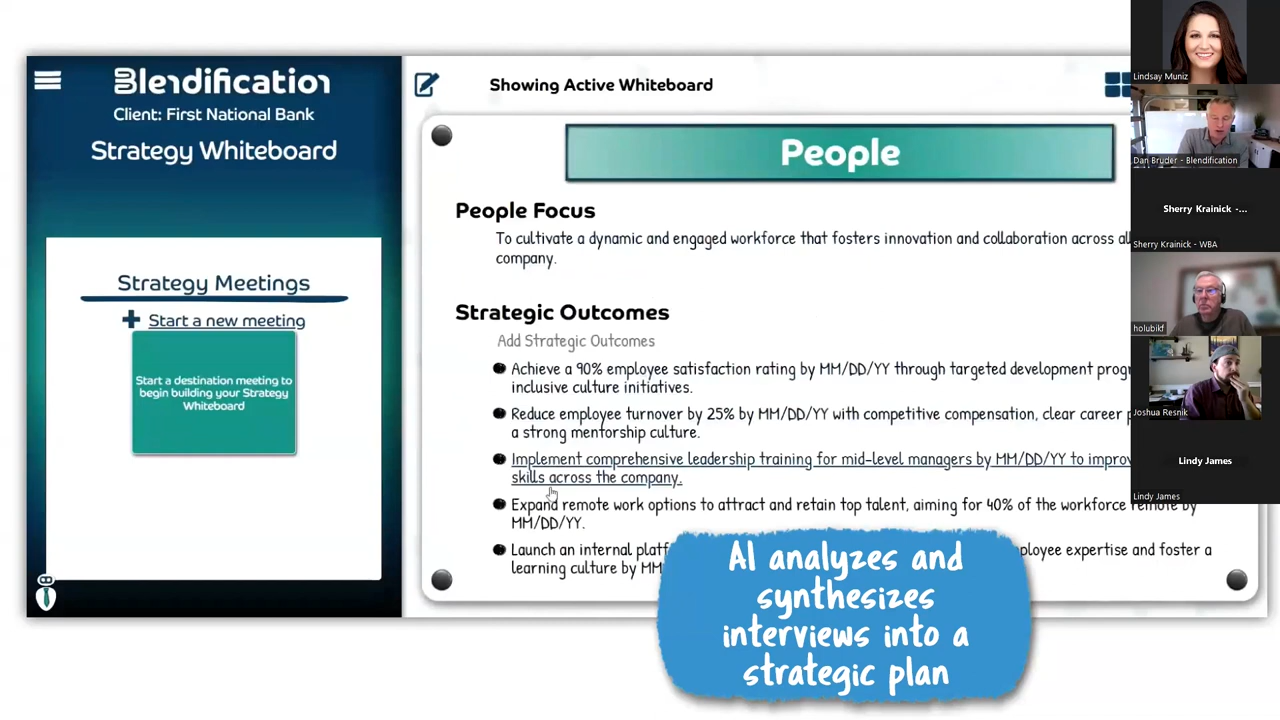 Blendification
Client: First National Bank
Strategy Whiteboard
Strategy Meetings
Start a new meeting
Start a destination meeting to
begin building your Strategy
Whiteboard
Showing Active Whiteboard
People
People Focus
To cultivate a dynamic and engaged workforce that fosters innovation and collaboration across
company.
Strategic Outcomes
Add Strategic Outcomes
Achieve a 90% employee satisfaction rating by MM/DD/YY through targeted development
inclusive culture initiatives.
Reduce employee turnover by 25% by MM/DD/YY with competitive compensation, clear career
a strong mentorship culture.
Implement comprehensive leadership training for mid-level managers by MM/DD/YY to
skills across the company.
Expand remote work options to attract and retain top talent, aiming for 40% of the workforce remote by
MM/DD/YY.
Launch an internal employee expertise and foster a
learning culture by
AI analyzes and
synthesizes
interviews into a
strategic plan
Lindsay Muniz
Dan Bruder - Blendification
Sherry Krainick -...
Sherry Krainick - WBA
holubikf
Joshua Resnik
Lindy James
Lindy James